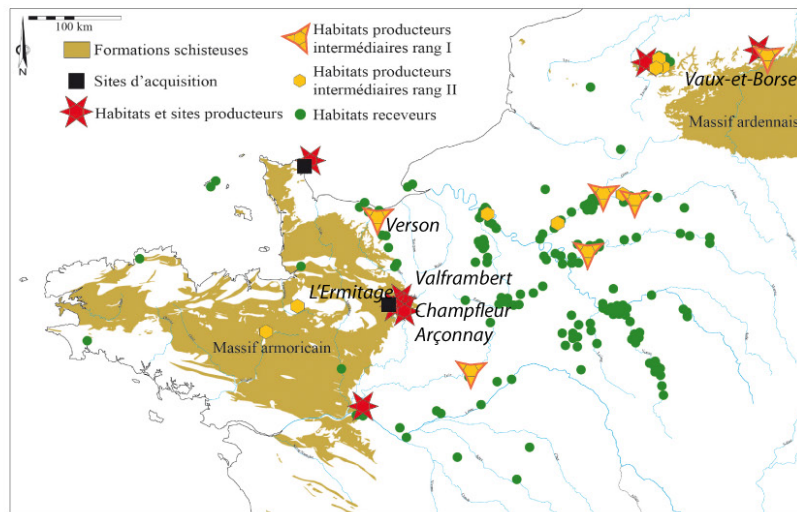 100 km
N
Formations schisteuses
Sites d'acquisition
Habitats et sites producteurs
Habitats producteurs
intermédiaires rang I
Habitats producteurs
intermédiaires rang II
Habitats receveurs
Vaux-et-Borset
Massif ardennais
Verson
L'Ermitage
Valframbert
Champfleur
Arçonnay
Massif armoricain